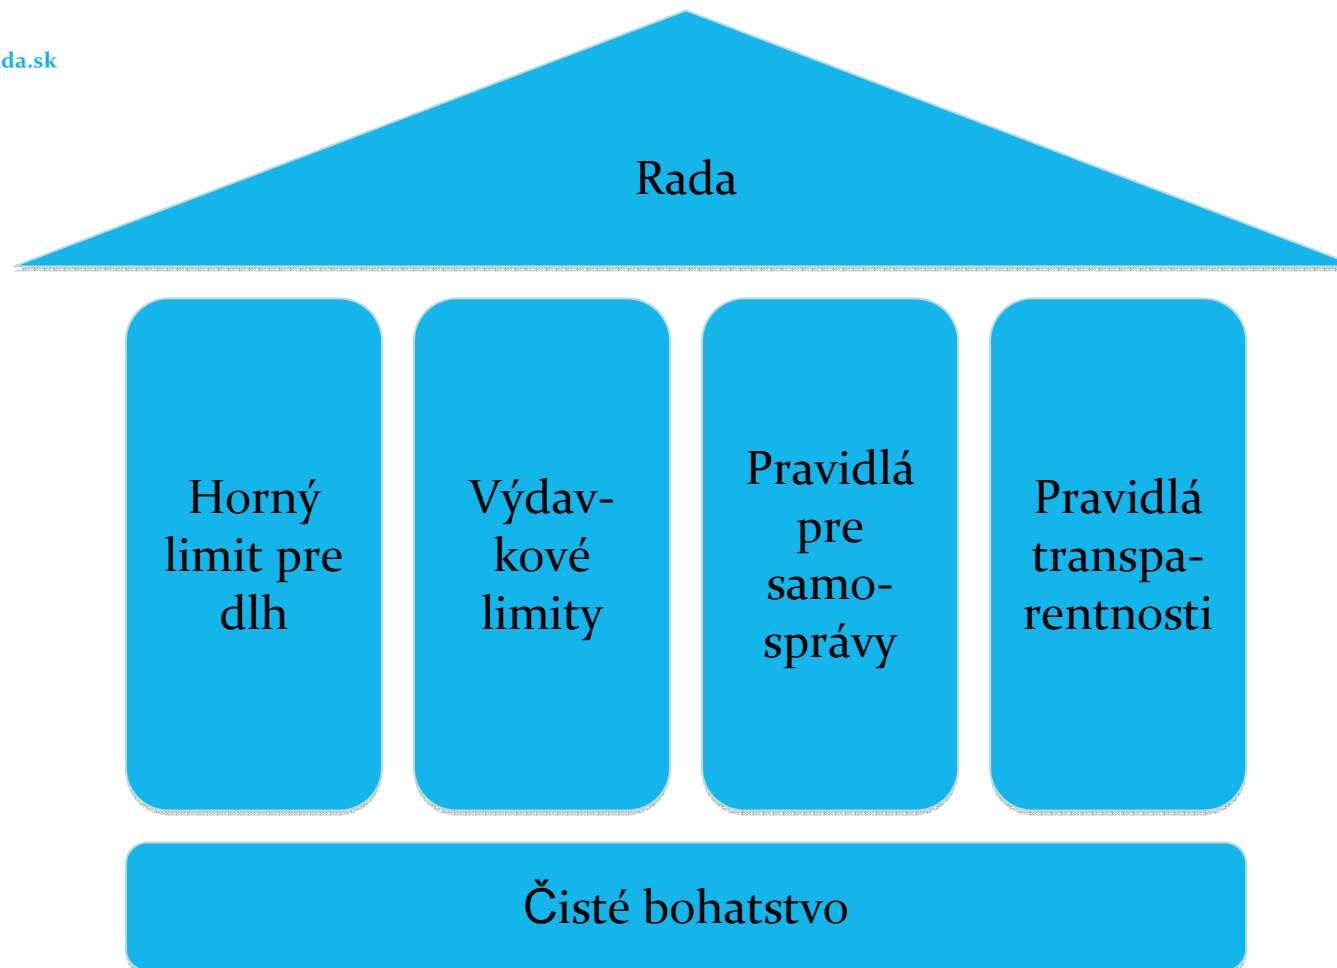 da.sk
Rada
Horný
limit pre
dlh
Výdav-
kové
limity
Pravidlá
pre
samo-
správy
Pravidlá
transpa-
rentnosti
Čisté bohatstvo